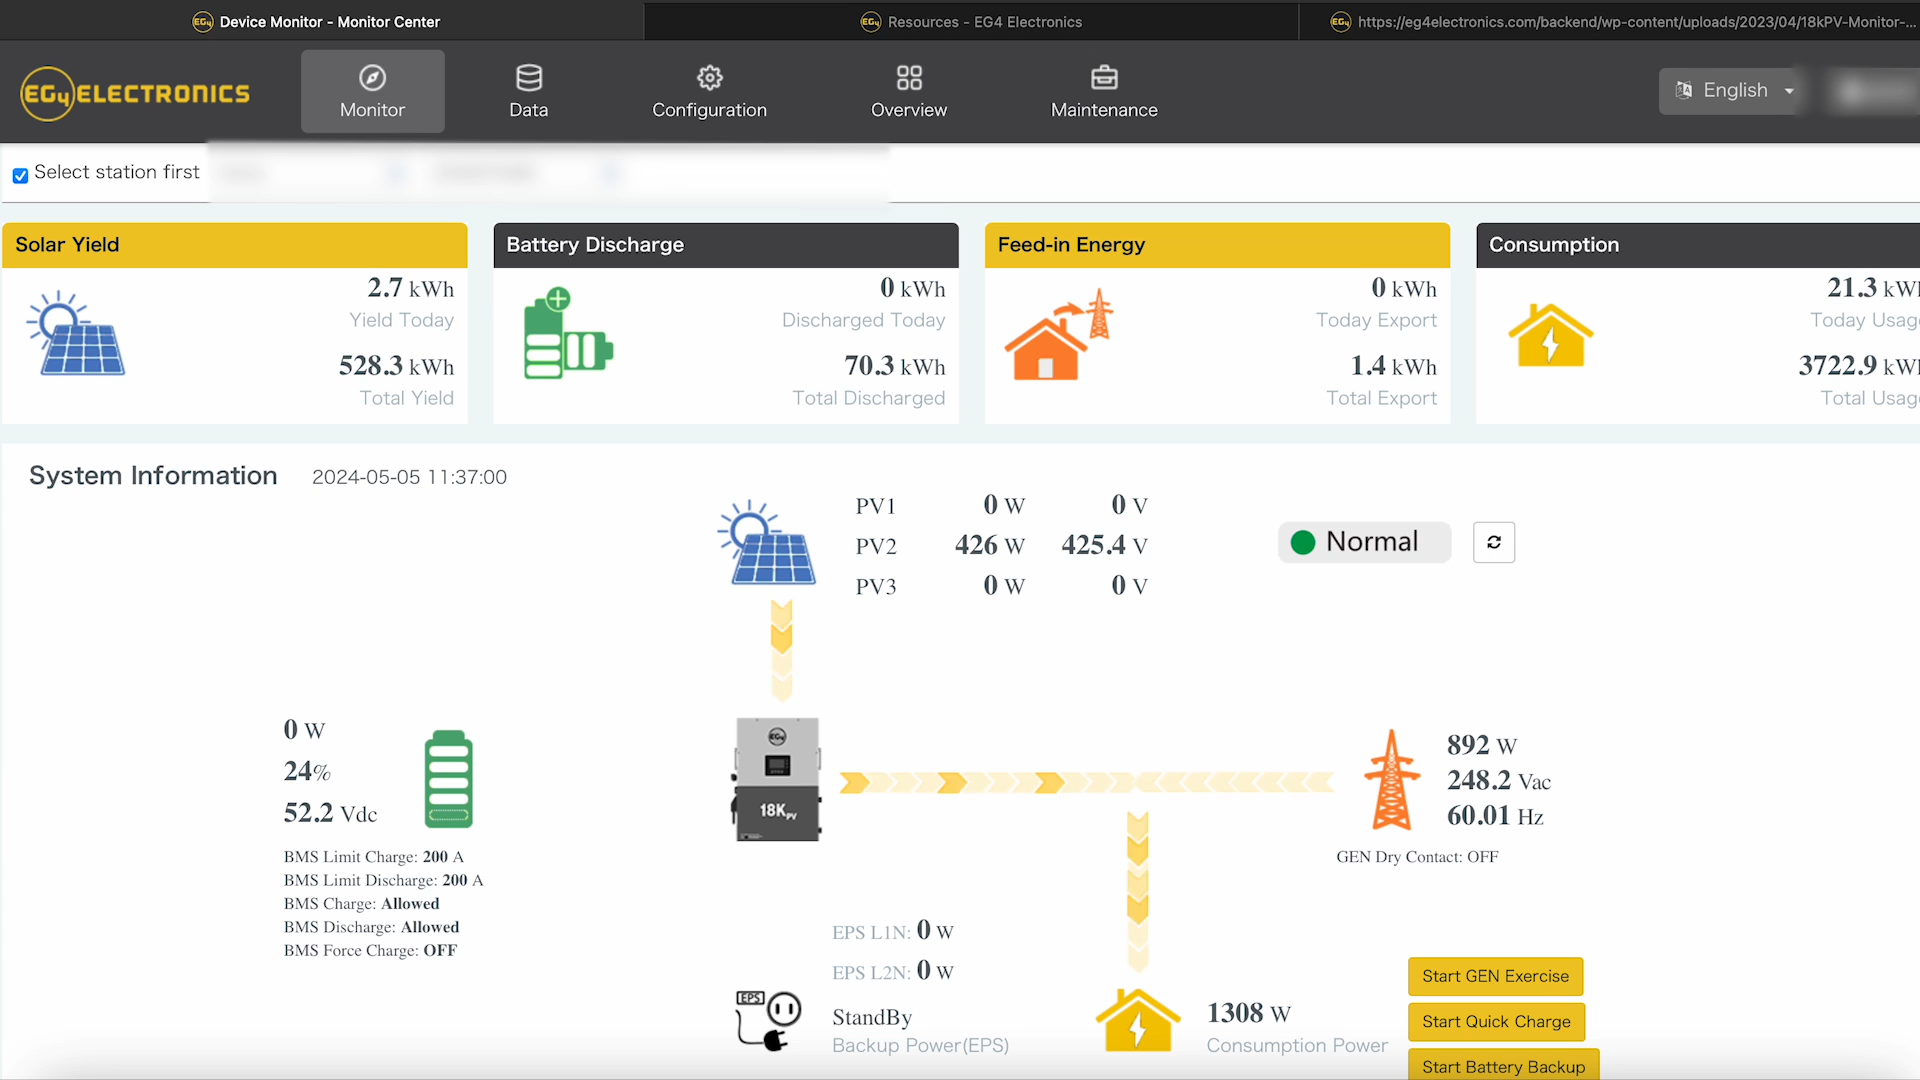 Device Monitor - Monitor Center
Resources - EG4 Electronics
https://eg4electronics.com/backend/wp-content/uploads/2023/04/18kPV-Monitor-...
EG4 ELECTRONICS
Monitor
Data
Configuration
Overview
Maintenance
English
Select station first
Solar Yield
2.7 kWh
Yield Today
528.3 kWh
Total Yield
Battery Discharge
0 kWh
Discharged Today
70.3 kWh
Total Discharged
Feed-in Energy
0 kWh
Today Export
1.4 kWh
Total Export
Consumption
21.3 kWh
Today Usag
3722.9 kWh
Total Usag
System Information 2024-05-05 11:37:00
PV1 0 W 0 V
PV2 426 W 425.4 V
PV3 0 W 0 V
Normal
0 W
24%
52.2 Vdc
BMS Limit Charge: 200 A
BMS Limit Discharge: 200 A
BMS Charge: Allowed
BMS Discharge: Allowed
BMS Force Charge: OFF
EG4
18KPV
892 W
248.2 Vac
60.01 Hz
GEN Dry Contact: OFF
EPS L1N: 0 W
EPS L2N: 0 W
EPS
StandBy
Backup Power(EPS)
1308 W
Consumption Power
Start GEN Exercise
Start Quick Charge
Start Battery Backup